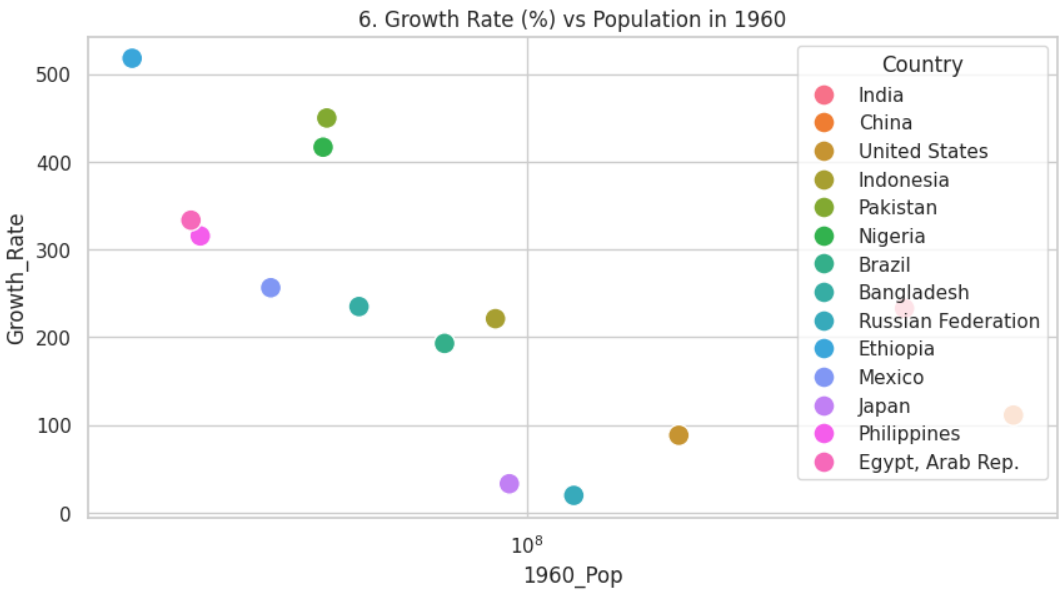 6. Growth Rate (%) vs Population in 1960
Growth_Rate
500
400
300
200
100
0
10⁸
1960_Pop
Country
India
China
United States
Indonesia
Pakistan
Nigeria
Brazil
Bangladesh
Russian Federation
Ethiopia
Mexico
Japan
Philippines
Egypt, Arab Rep.